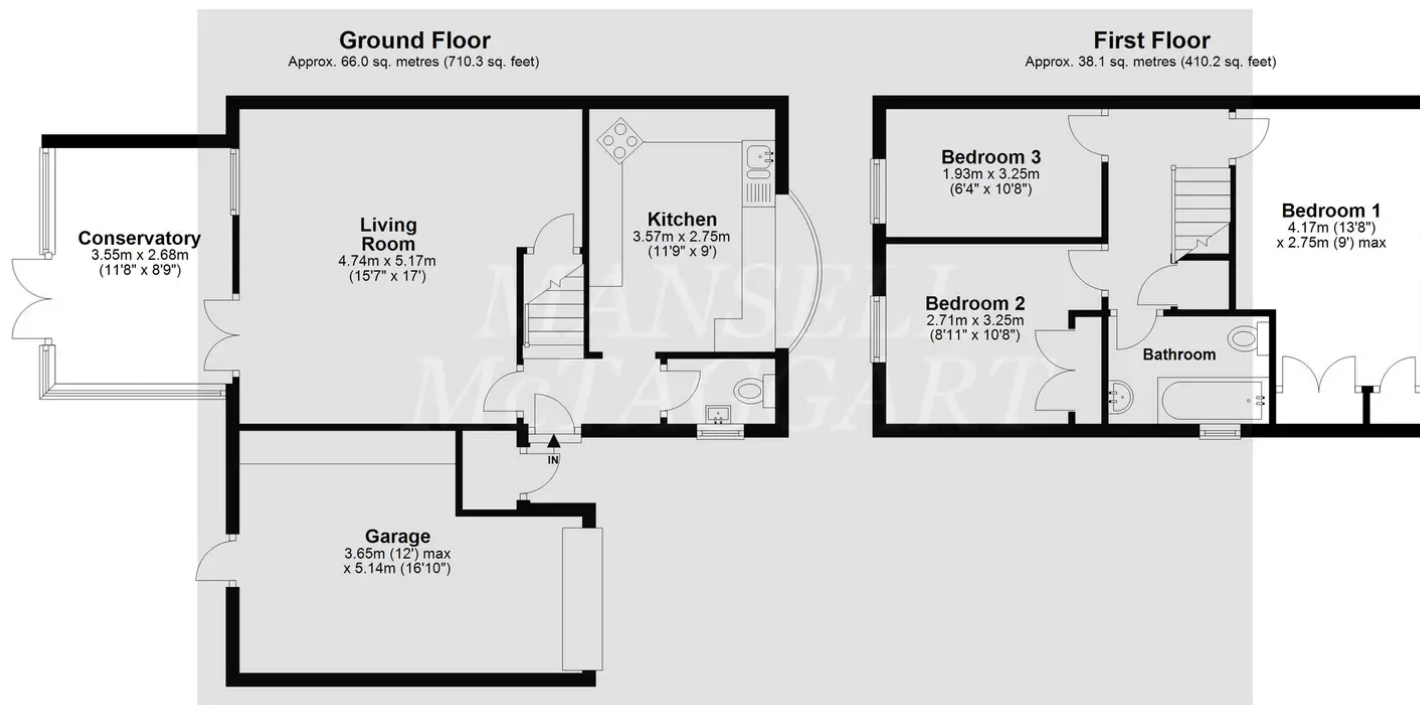 Ground Floor
Approx. 66.0 sq. metres (710.3 sq. feet)
First Floor
Approx. 38.1 sq. metres (410.2 sq. feet)
Conservatory
3.55m x 2.68m
(11'8" x 8'9")
Living
Room
4.74m x 5.17m
(15'7" x 17')
Kitchen
3.57m x 2.75m
(11'9" x 9')
IN
Garage
3.65m (12') max
x 5.14m (16'10")
Bedroom 3
1.93m x 3.25m
(6'4" x 10'8")
Bedroom 2
2.71m x 3.25m
(8'11" x 10'8")
Bathroom
Bedroom 1
4.17m (13'8")
x 2.75m (9') max
MANSELL
McTAGGART